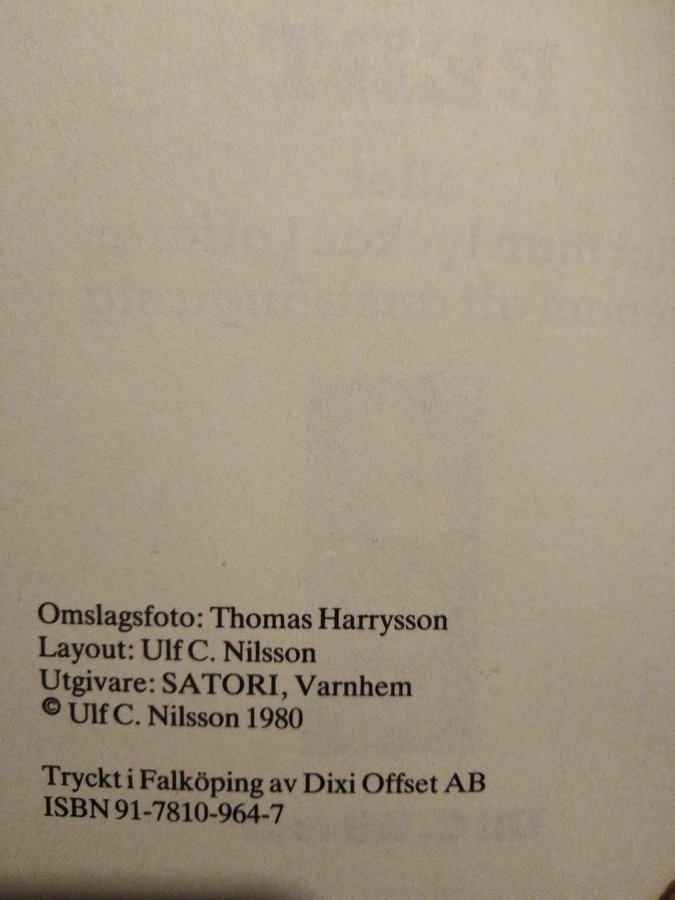 Omslagsfoto: Thomas Harrysson
Layout: Ulf C. Nilsson
Utgivare: SATORI, Varnhem
© Ulf C. Nilsson 1980
Tryckt i Falköping av Dixi Offset AB
ISBN 91-7810-964-7